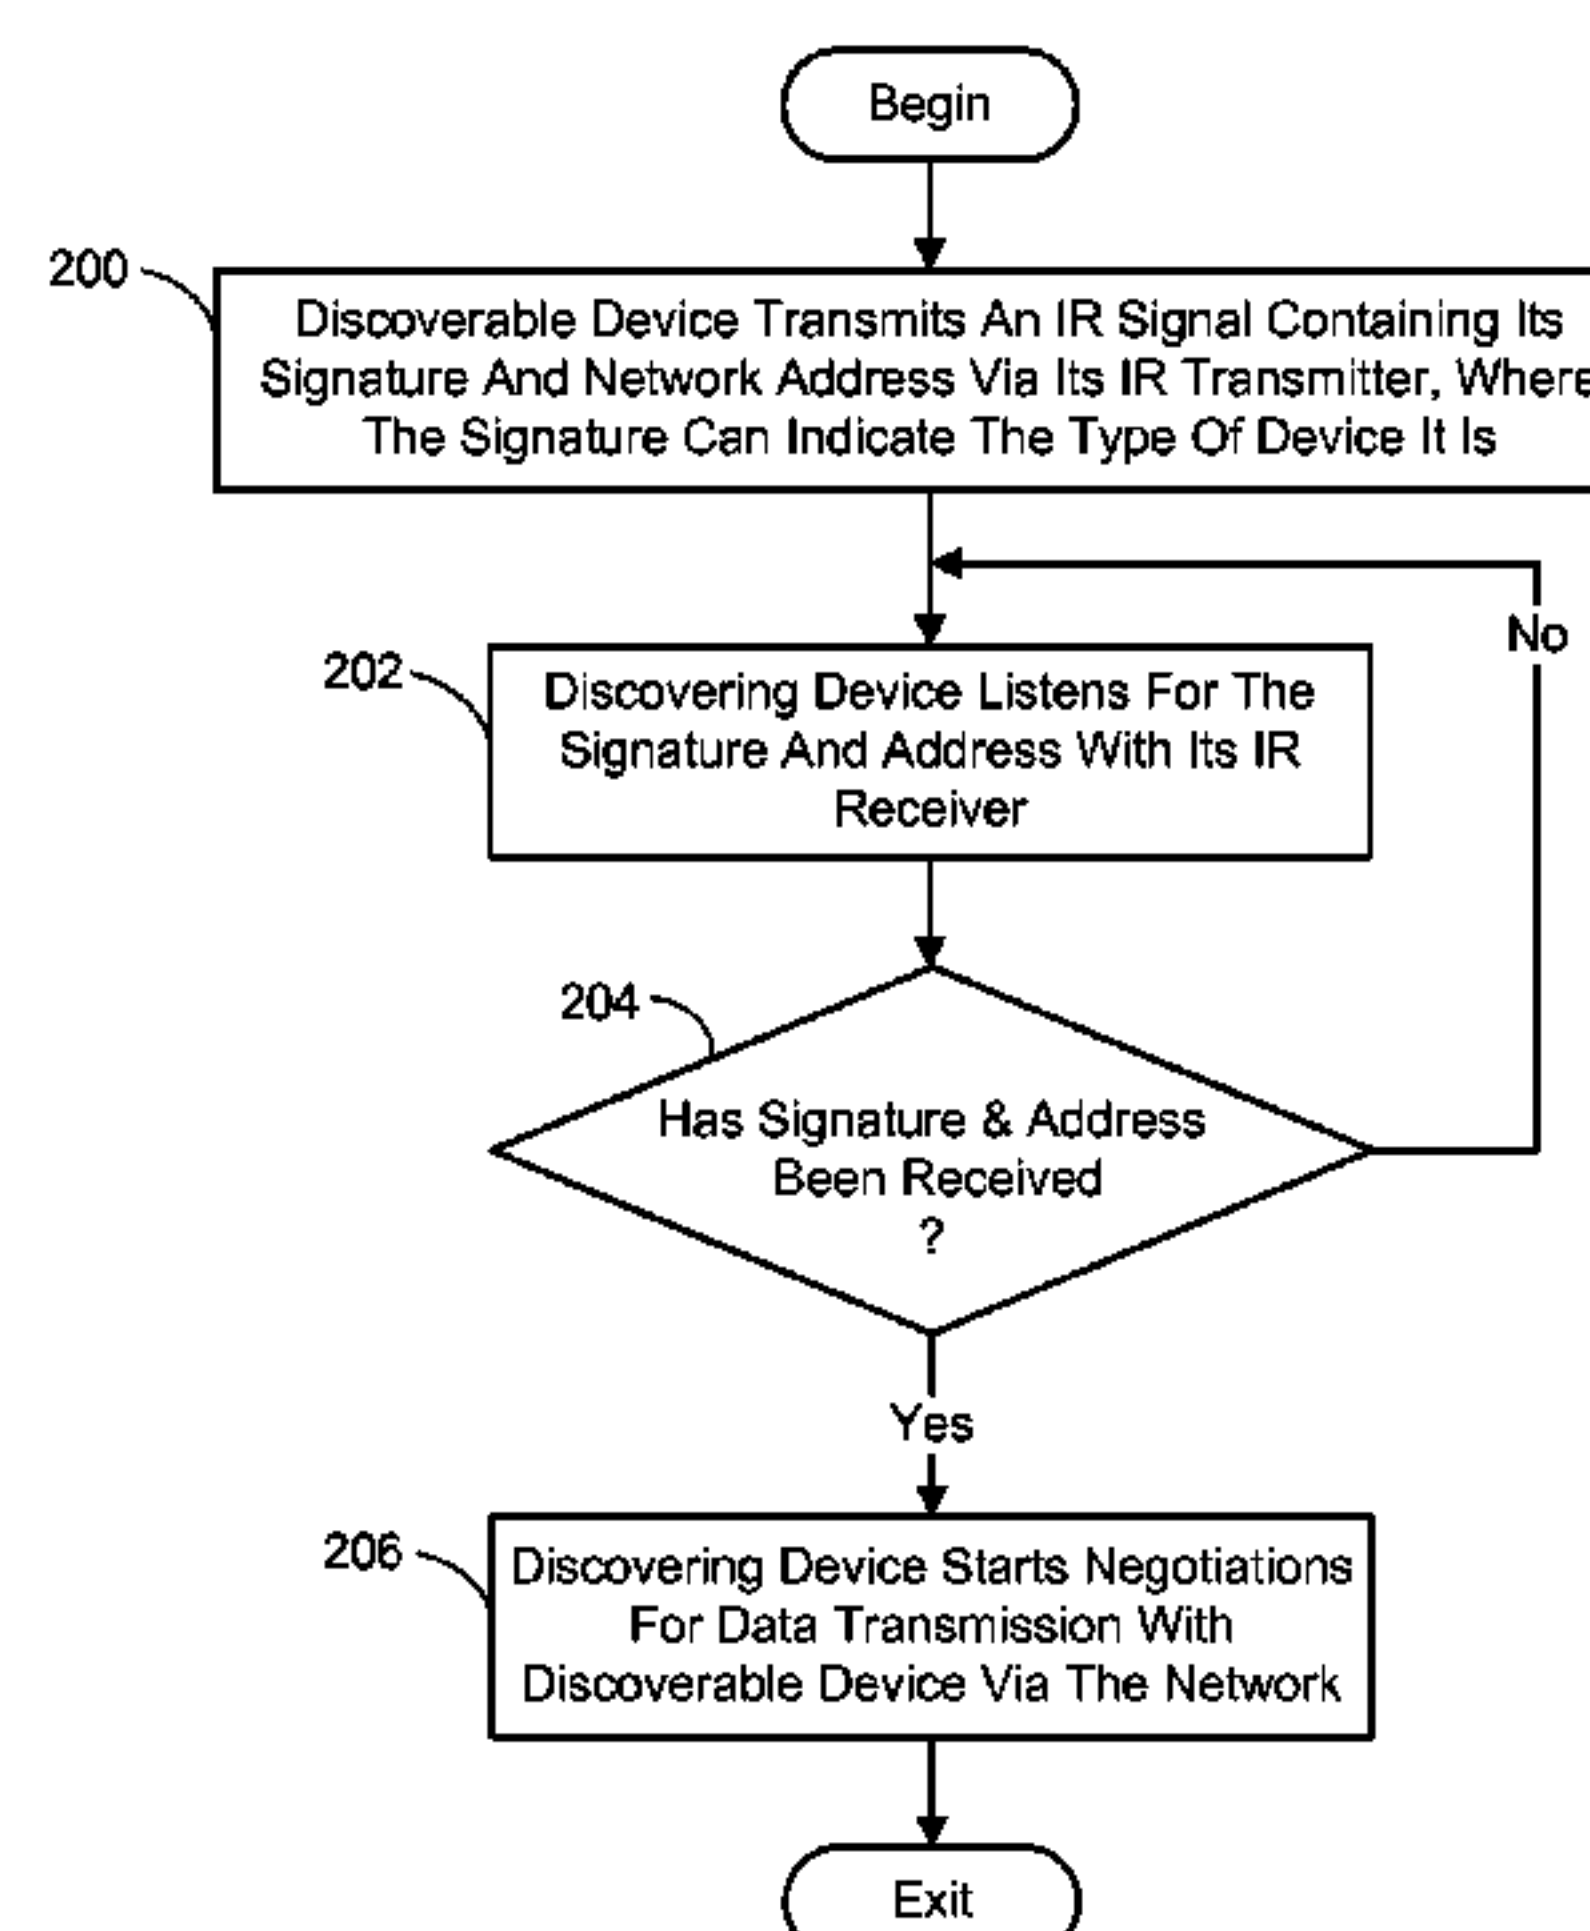 Begin
200
Discoverable Device Transmits An IR Signal Containing Its
Signature And Network Address Via Its IR Transmitter, Where
The Signature Can Indicate The Type Of Device It Is
No
202
Discovering Device Listens For The
Signature And Address With Its IR
Receiver
204
Has Signature & Address
Been Received
?
Yes
206
Discovering Device Starts Negotiations
For Data Transmission With
Discoverable Device Via The Network
Exit